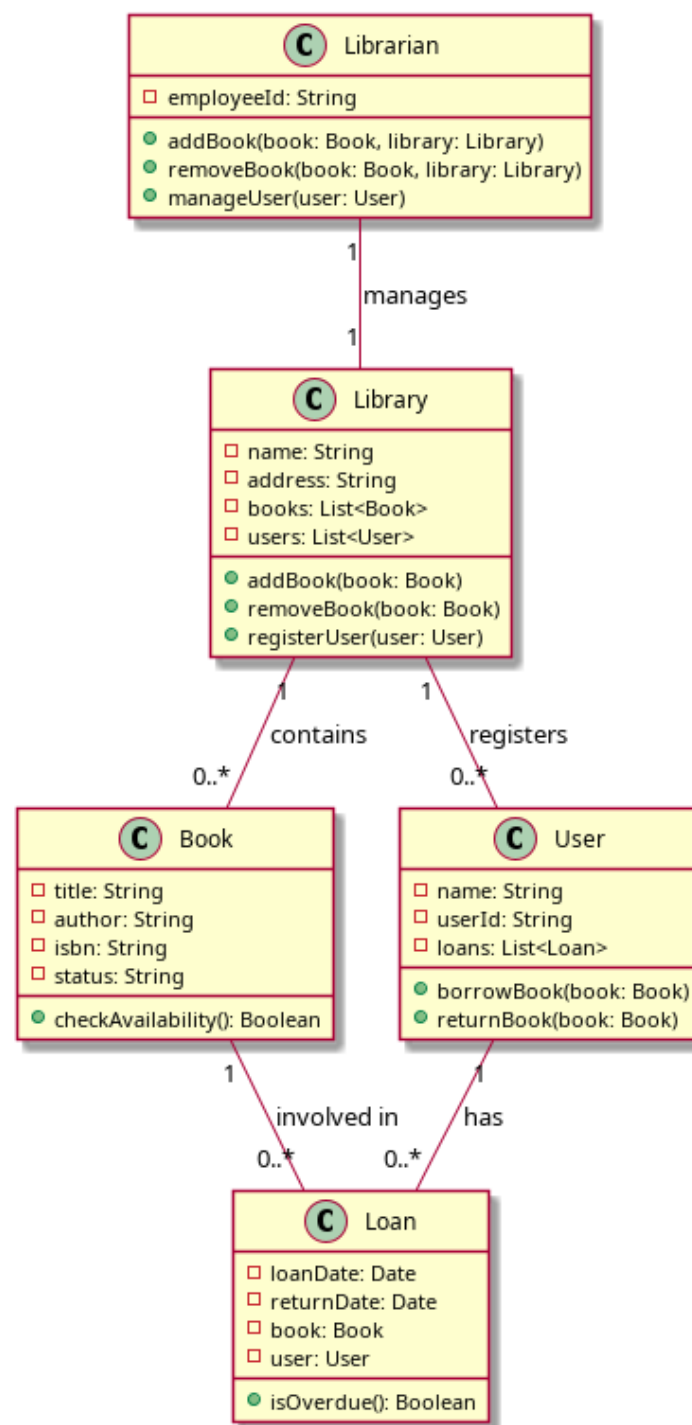 C Librarian
employeeId: String
addBook(book: Book, library: Library)
removeBook(book: Book, library: Library)
manageUser(user: User)
1
manages
1
C Library
name: String
address: String
books: List<Book>
users: List<User>
addBook(book: Book)
removeBook(book: Book)
registerUser(user: User)
1 1
contains registers
0..* 0..*
C Book
title: String
author: String
isbn: String
status: String
checkAvailability(): Boolean
C User
name: String
userId: String
loans: List<Loan>
borrowBook(book: Book)
returnBook(book: Book)
1 1
involved in has
0..* 0..*
C Loan
loanDate: Date
returnDate: Date
book: Book
user: User
isOverdue(): Boolean